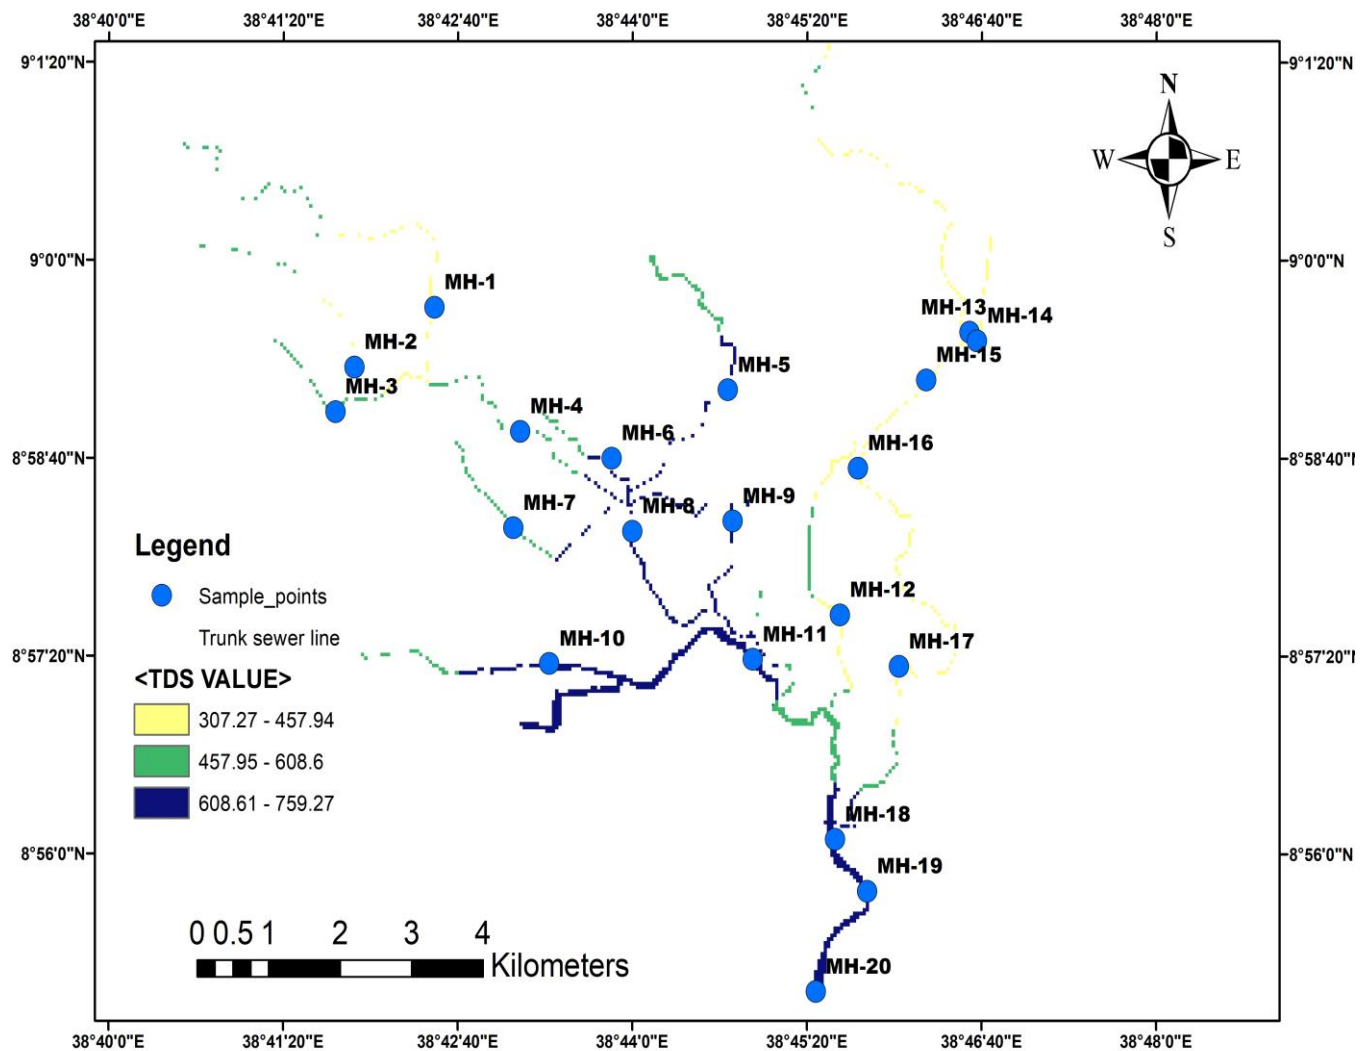 38°40'0"E 38°41'20"E 38°42'40"E 38°44'0"E 38°45'20"E 38°46'40"E 38°48'0"E
9°1'20"N 9°1'20"N
N
W E
S
9°0'0"N 9°0'0"N
MH-1
MH-13
MH-14
MH-2
MH-15
MH-5
MH-3
MH-4
MH-6
MH-16
8°58'40"N 8°58'40"N
MH-7
MH-8
MH-9
Legend
Sample_points
MH-12
Trunk sewer line
MH-10
MH-11
MH-17
8°57'20"N 8°57'20"N
<TDS VALUE>
307.27 - 457.94
457.95 - 608.6
608.61 - 759.27
MH-18
8°56'0"N 8°56'0"N
MH-19
0 0.5 1 2 3 4
Kilometers
MH-20
38°40'0"E 38°41'20"E 38°42'40"E 38°44'0"E 38°45'20"E 38°46'40"E 38°48'0"E